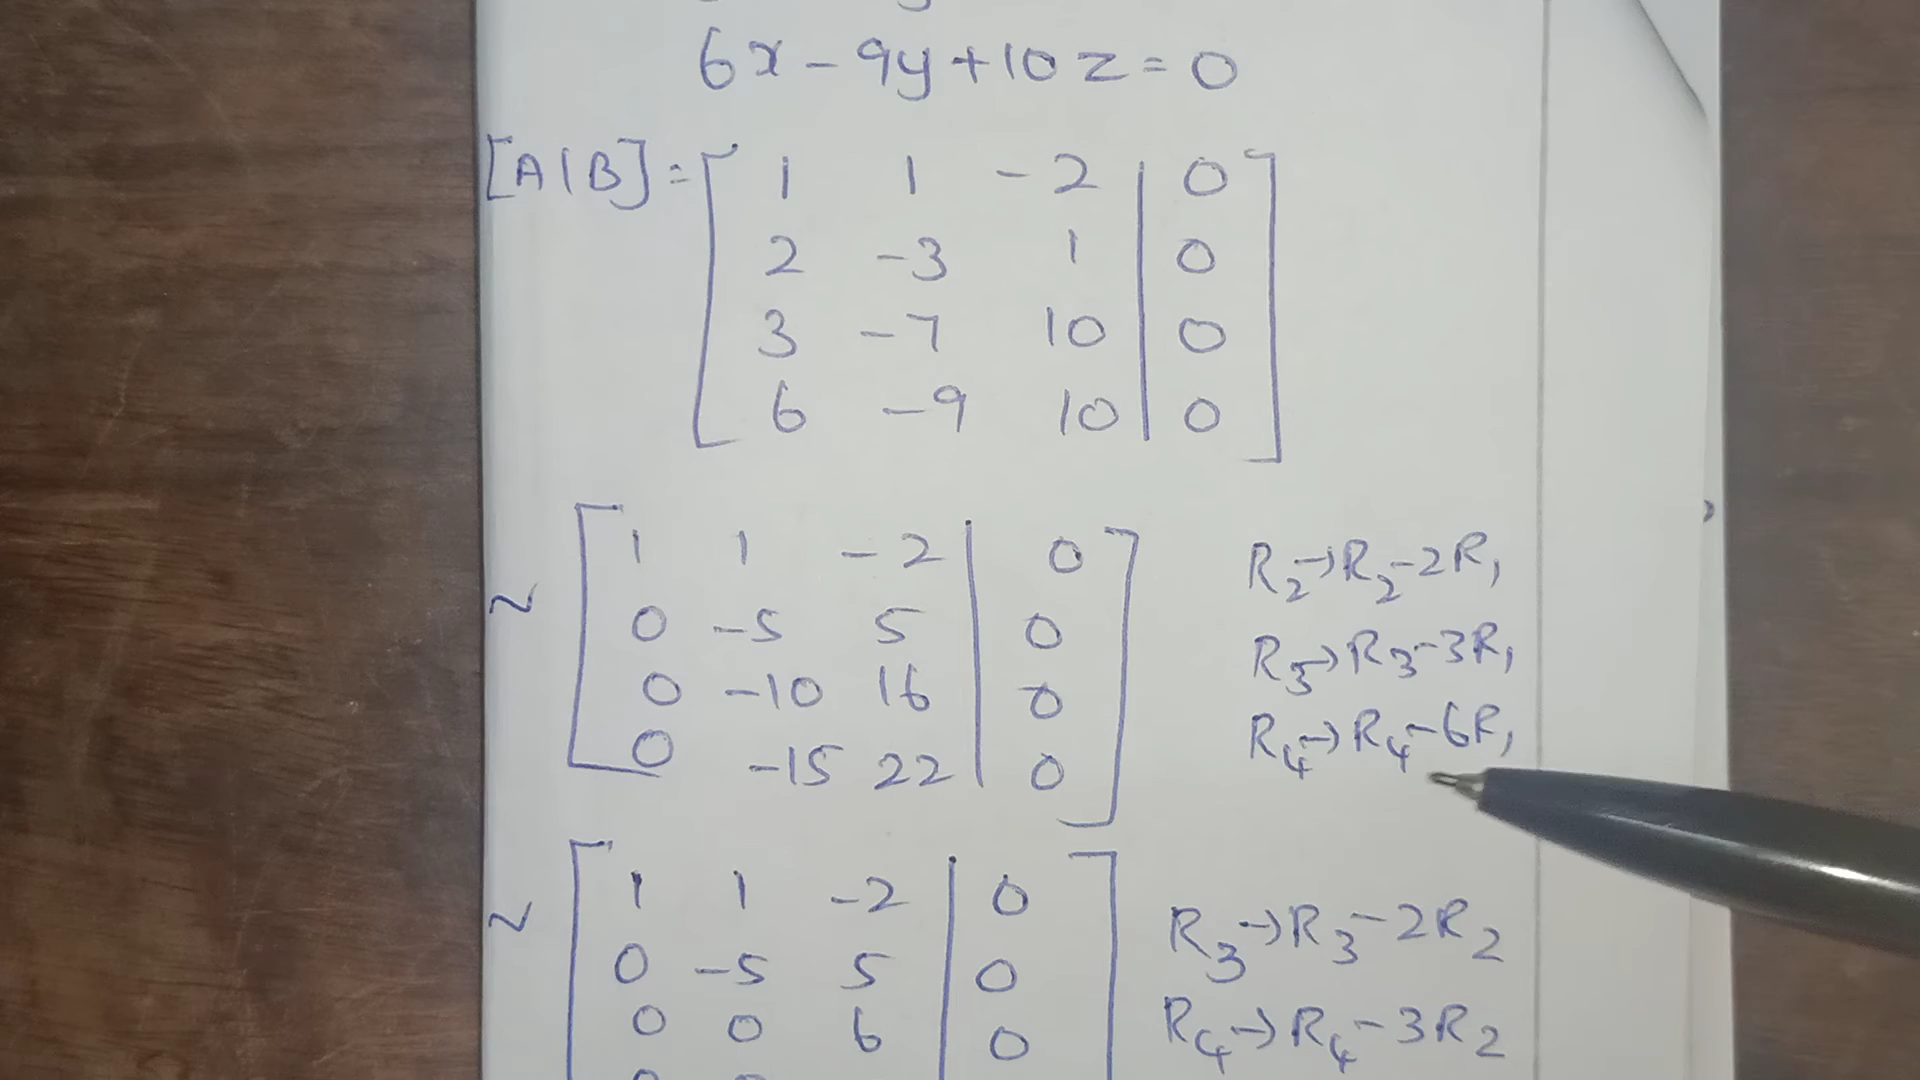 6x - 9y + 10z = 0
[A|B] = [ 1 1 -2 | 0 ]
2 -3 1 | 0
3 -7 10 | 0
6 -9 10 | 0
~ [ 1 1 -2 | 0 ] R₂→R₂-2R₁
0 -5 5 | 0
0 -10 16 | 0 R₃→R₃-3R₁
0 -15 22 | 0 R₄→R₄-6R₁
~ [ 1 1 -2 | 0 ] R₃→R₃-2R₂
0 -5 5 | 0
0 0 6 | 0 R₄→R₄-3R₂